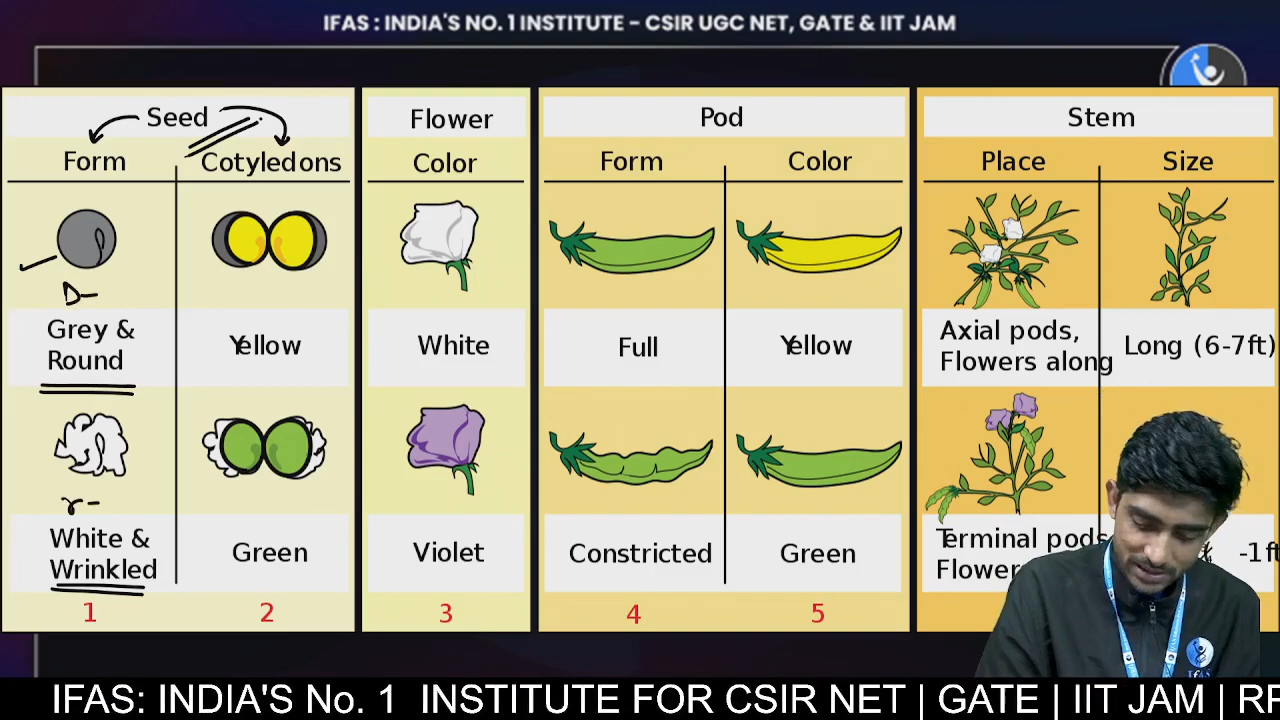 IFAS : INDIA'S NO. 1 INSTITUTE - CSIR UGC NET, GATE & IIT JAM
Seed
Flower
Pod
Stem
Form
Cotyledons
Color
Form
Color
Place
Size
D-
Grey &
Round
Yellow
White
Full
Yellow
Axial pods,
Flowers along
Long (6-7ft)
r-
White &
Wrinkled
Green
Violet
Constricted
Green
Terminal pods
Flower
-1ft
1
2
3
4
5
IFAS
IFAS: INDIA'S No. 1 INSTITUTE FOR CSIR NET | GATE | IIT JAM |